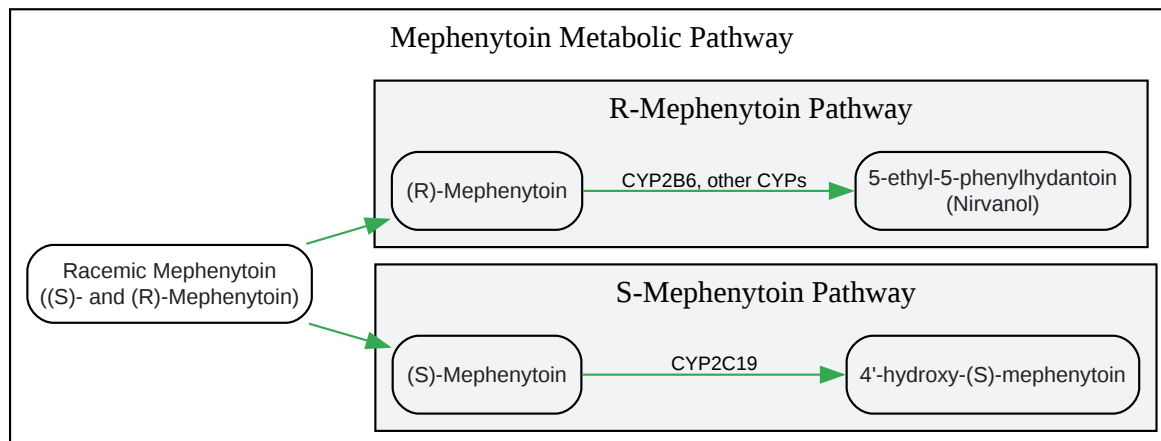 Mephenytoin Metabolic Pathway
R-Mephenytoin Pathway
(R)-Mephenytoin
CYP2B6, other CYPs
5-ethyl-5-phenylhydantoin
(Nirvanol)
Racemic Mephenytoin
((S)- and (R)-Mephenytoin)
S-Mephenytoin Pathway
(S)-Mephenytoin
CYP2C19
4'-hydroxy-(S)-mephenytoin